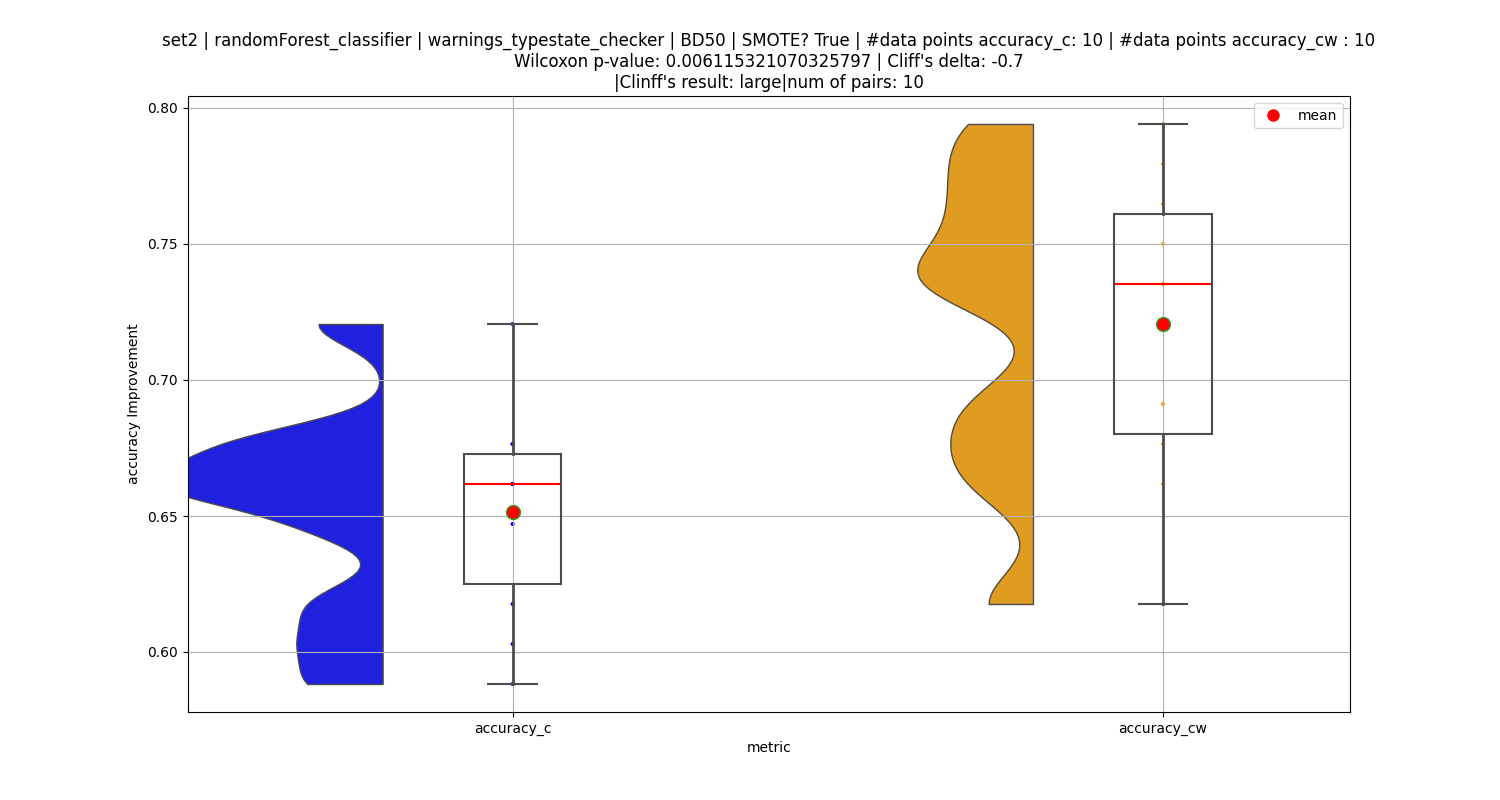 set2 | randomForest_classifier | warnings_typestate_checker | BD50 | SMOTE? True | #data points accuracy_c: 10 | #data points accuracy_cw : 10
Wilcoxon p-value: 0.006115321070325797 | Cliff's delta: -0.7
|Clinff's result: large|num of pairs: 10
mean
0.80
0.75
0.70
0.65
0.60
accuracy Improvement
accuracy_c
accuracy_cw
metric